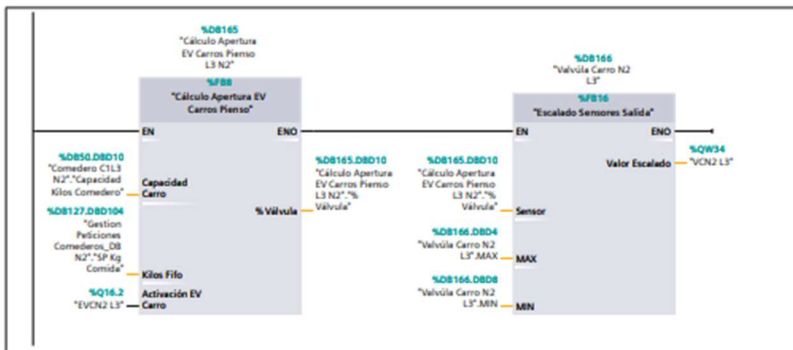 %DB165
"Cálculo Apertura
EV Carros Pienso
L3 N2"
%FB8
"Cálculo Apertura EV
Carros Pienso"
EN
ENO
%DB50.DBD10
"Comedero C1L3
N2"."Capacidad
Kilos Comedero"
Capacidad
Carro
%DB127.DBD104
"Gestion
Peticiones
Comederos_DB
N2"."SP Kg
Comida"
Kilos Fifo
%Q16.2
"EVCN2 L3"
Activación EV
Carro
% Válvula
%DB165.DBD10
"Cálculo Apertura
EV Carros Pienso
L3 N2"."%
Válvula"
%DB166
"Valvúla Carro N2
L3"
%FB16
"Escalado Sensores Salida"
EN
ENO
%DB165.DBD10
"Cálculo Apertura
EV Carros Pienso
L3 N2"."%
Válvula"
Sensor
%DB166.DBD4
"Valvúla Carro N2
L3".MAX
MAX
%DB166.DBD8
"Valvúla Carro N2
L3".MIN
MIN
Valor Escalado
%QW34
"VCN2 L3"